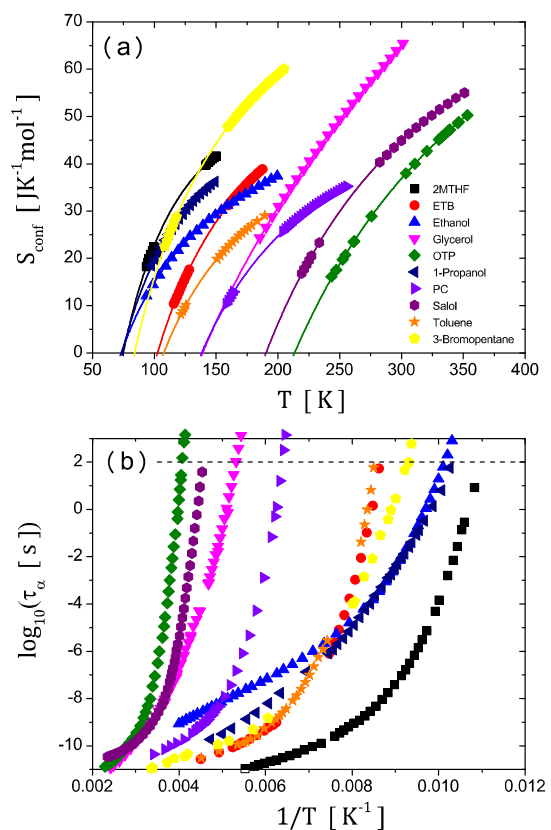 (a)
S_conf [ JK⁻¹mol⁻¹ ]
70
60
50
40
30
20
10
0
50 100 150 200 250 300 350 400
T [ K ]
2MTHF
ETB
Ethanol
Glycerol
OTP
1-Propanol
PC
Salol
Toluene
3-Bromopentane
(b)
log₁₀(τ_α [ s ])
2
0
-2
-4
-6
-8
-10
0.002 0.004 0.006 0.008 0.010 0.012
1/T [ K⁻¹ ]